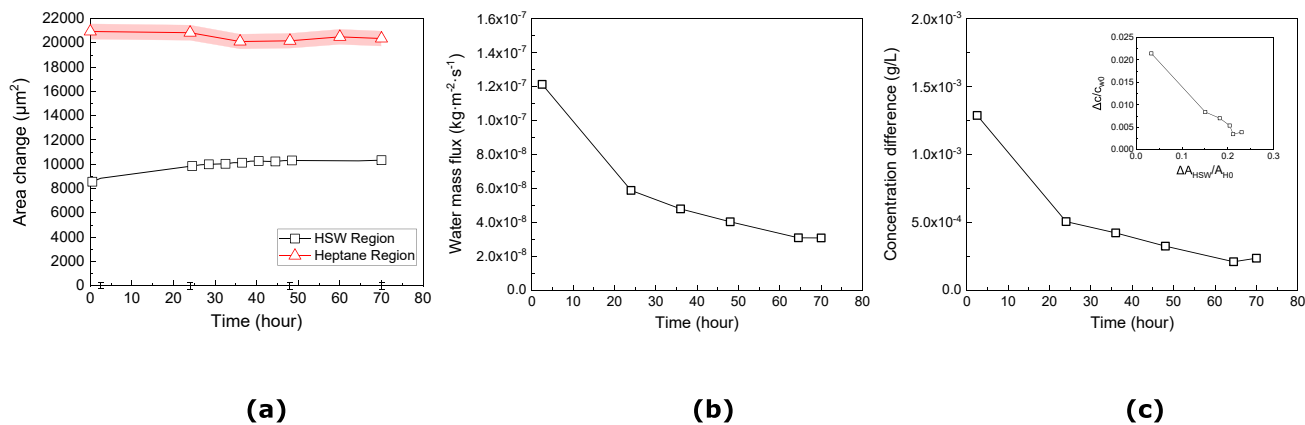 22000
20000
18000
16000
14000
12000
10000
8000
6000
4000
2000
0
Area change (µm²)
0 10 20 30 40 50 60 70 80
Time (hour)
HSW Region
Heptane Region
(a)
1.6x10⁻⁷
1.4x10⁻⁷
1.2x10⁻⁷
1.0x10⁻⁷
8.0x10⁻⁸
6.0x10⁻⁸
4.0x10⁻⁸
2.0x10⁻⁸
0.0
Water mass flux (kg·m⁻²·s⁻¹)
0 10 20 30 40 50 60 70 80
Time (hour)
(b)
2.0x10⁻³
1.5x10⁻³
1.0x10⁻³
5.0x10⁻⁴
0.0
Concentration difference (g/L)
0 10 20 30 40 50 60 70 80
Time (hour)
0.025
0.020
0.015
0.010
0.005
0.000
Δc/c_w0
0.0 0.1 0.2 0.3
ΔA_HSW/A_H0
(c)